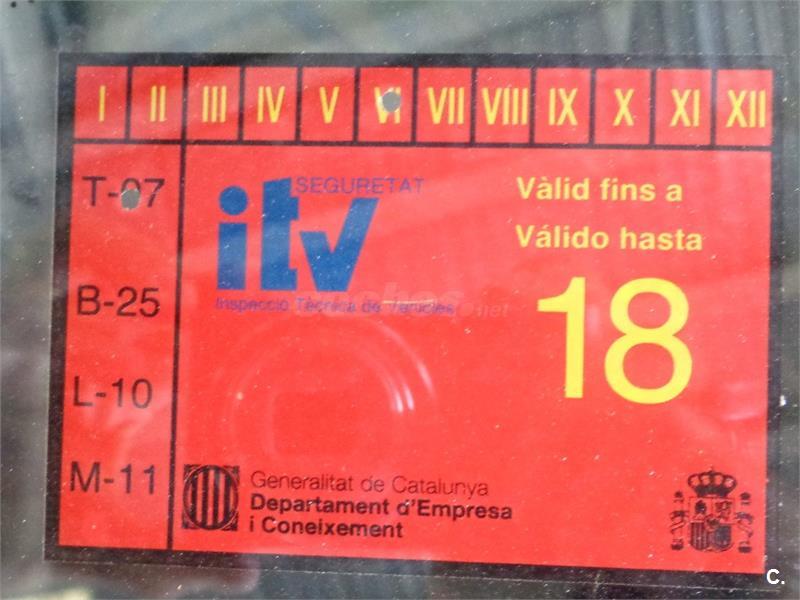 I II III IV V VI VII VIII IX X XI XII
T-07
SEGURETAT
itv
Inspecció Tècnica de Vehicles
Vàlid fins a
Válido hasta
18
B-25
L-10
M-11
Generalitat de Catalunya
Departament d'Empresa
i Coneixement
C.